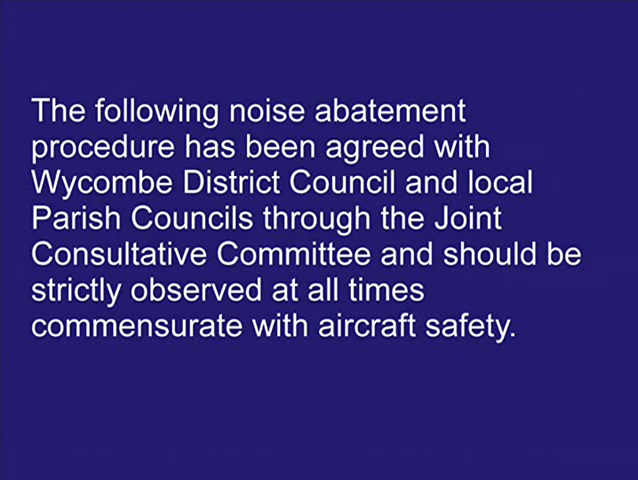 The following noise abatement
procedure has been agreed with
Wycombe District Council and local
Parish Councils through the Joint
Consultative Committee and should be
strictly observed at all times
commensurate with aircraft safety.